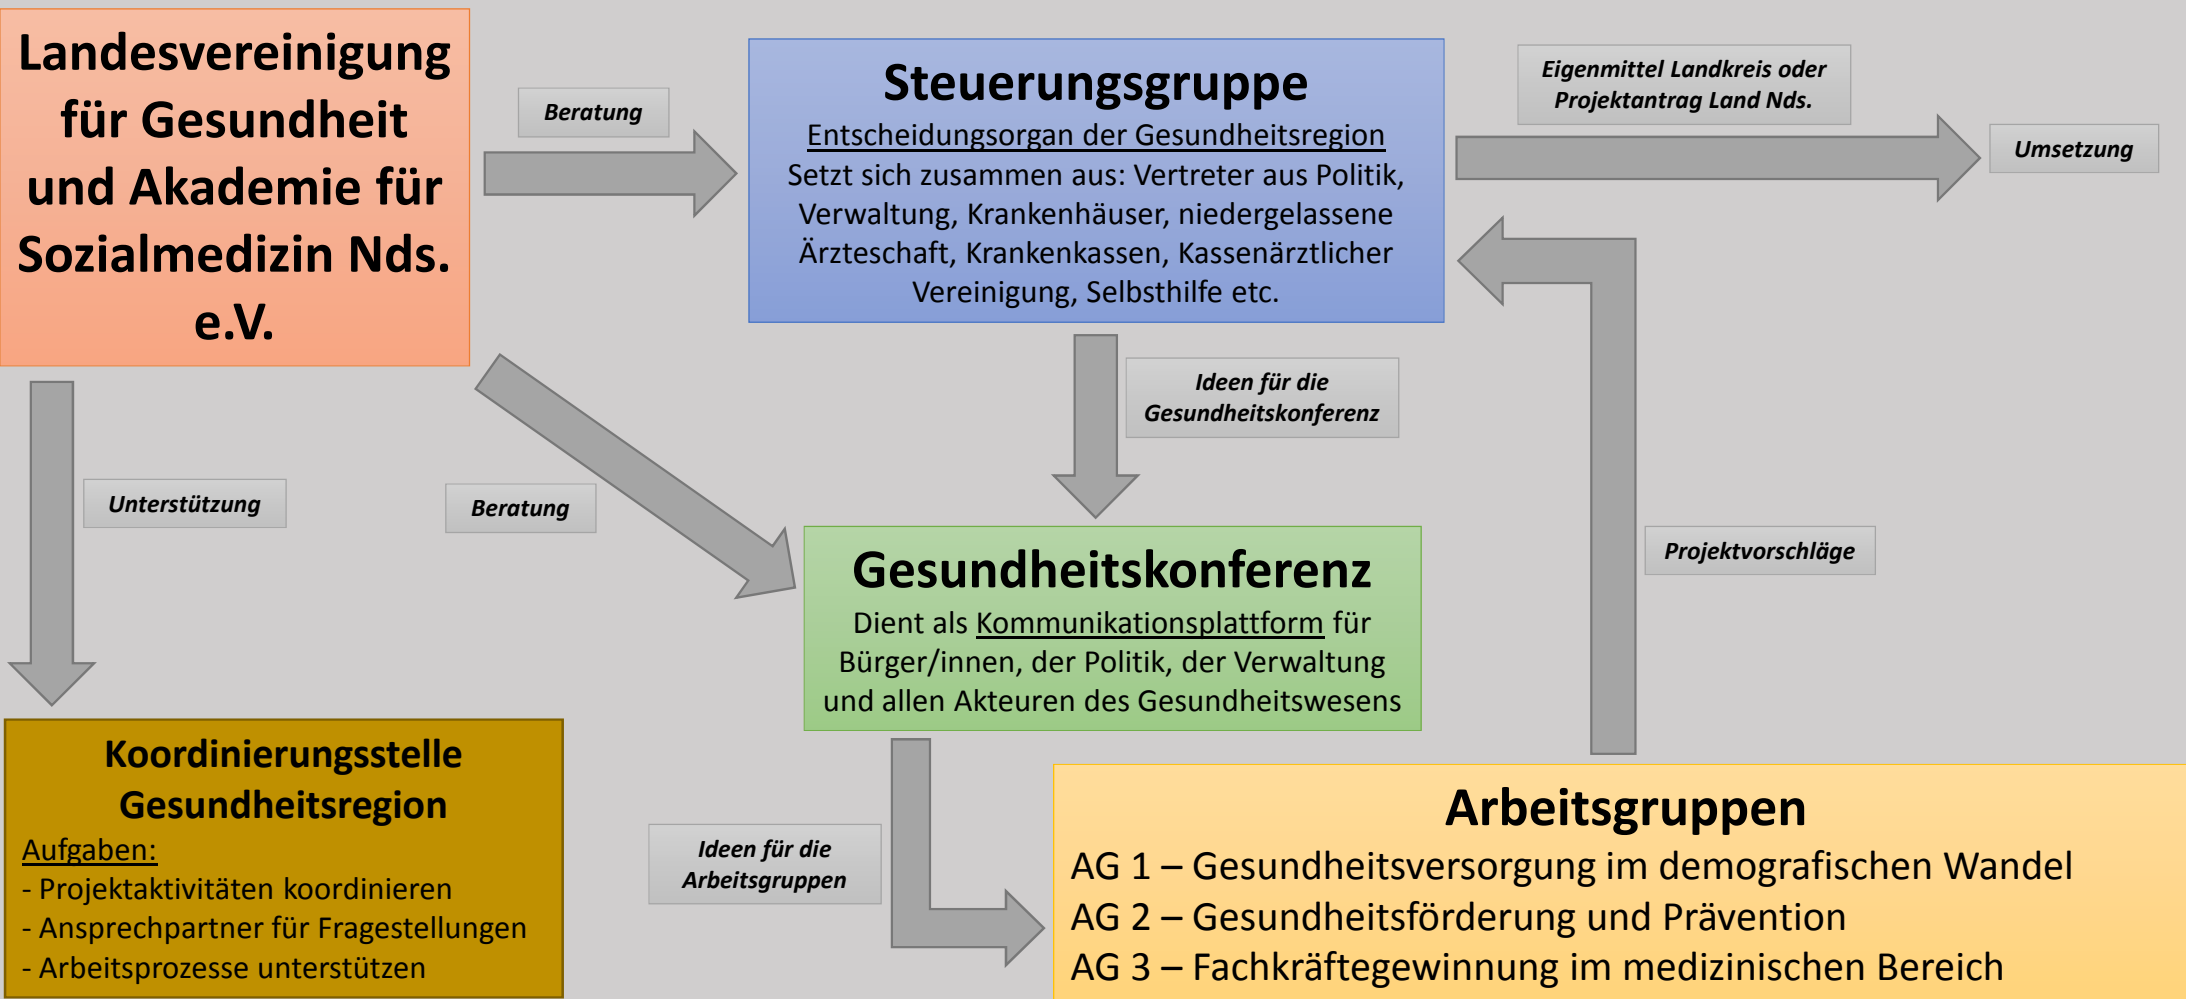 Landesvereinigung
für Gesundheit
und Akademie für
Sozialmedizin Nds.
e.V.
Beratung
Steuerungsgruppe
Entscheidungsorgan der Gesundheitsregion
Setzt sich zusammen aus: Vertreter aus Politik,
Verwaltung, Krankenhäuser, niedergelassene
Ärzteschaft, Krankenkassen, Kassenärztlicher
Vereinigung, Selbsthilfe etc.
Eigenmittel Landkreis oder
Projektantrag Land Nds.
Umsetzung
Ideen für die
Gesundheitskonferenz
Unterstützung
Beratung
Projektvorschläge
Gesundheitskonferenz
Dient als Kommunikationsplattform für
Bürger/innen, der Politik, der Verwaltung
und allen Akteuren des Gesundheitswesens
Koordinierungsstelle
Gesundheitsregion
Aufgaben:
- Projektaktivitäten koordinieren
- Ansprechpartner für Fragestellungen
- Arbeitsprozesse unterstützen
Ideen für die
Arbeitsgruppen
Arbeitsgruppen
AG 1 – Gesundheitsversorgung im demografischen Wandel
AG 2 – Gesundheitsförderung und Prävention
AG 3 – Fachkräftegewinnung im medizinischen Bereich